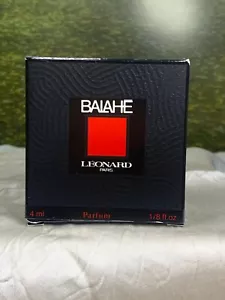 BALAHE
LEONARD
PARIS
4 ml Parfum 1/8 fl.oz